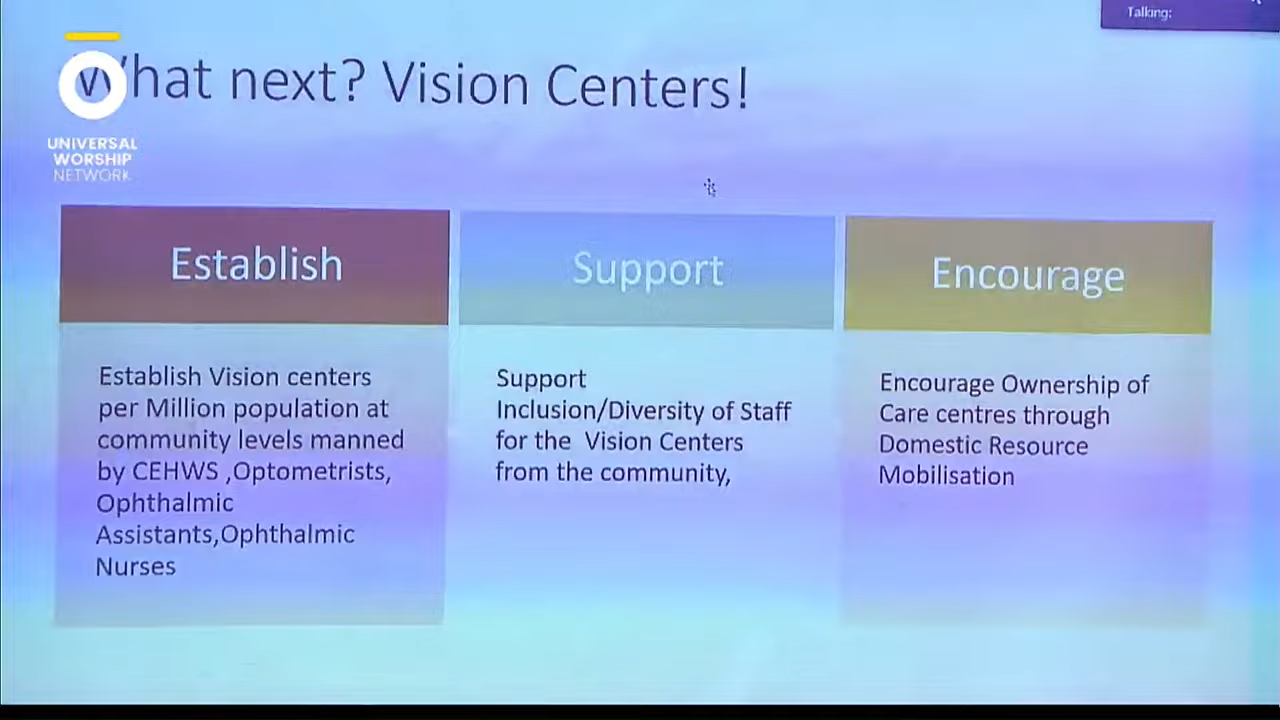 Talking:
What next? Vision Centers!
UNIVERSAL
WORSHIP
NETWORK
Establish
Establish Vision centers
per Million population at
community levels manned
by CEHWS ,Optometrists,
Ophthalmic
Assistants,Ophthalmic
Nurses
Support
Support
Inclusion/Diversity of Staff
for the  Vision Centers
from the community,
Encourage
Encourage Ownership of
Care centres through
Domestic Resource
Mobilisation